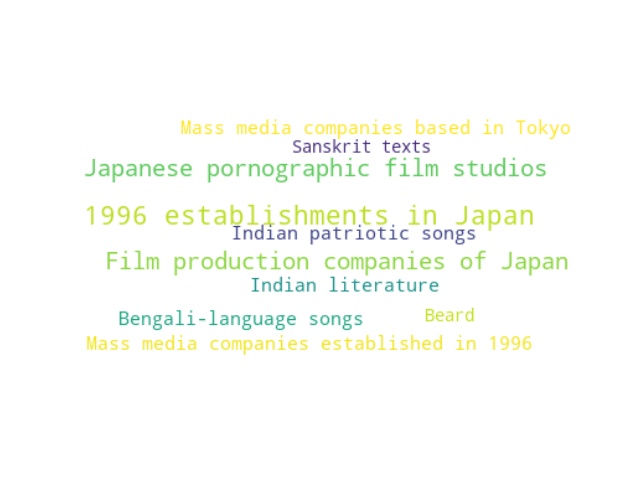 Mass media companies based in Tokyo
Sanskrit texts
Japanese pornographic film studios
1996 establishments in Japan
Indian patriotic songs
Film production companies of Japan
Indian literature
Bengali-language songs
Beard
Mass media companies established in 1996